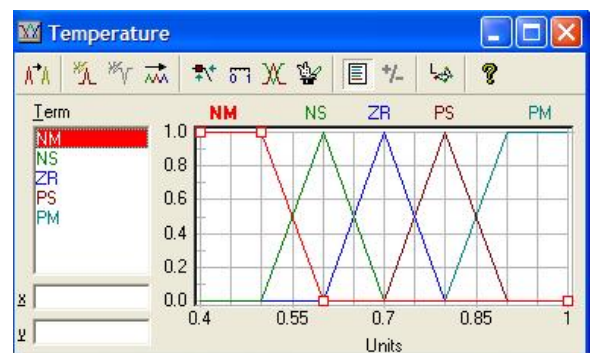 Temperature
Term
NM
NS
ZR
PS
PM
x
y
NM NS ZR PS PM
1.0
0.8
0.6
0.4
0.2
0.0
0.4 0.55 0.7 0.85 1
Units